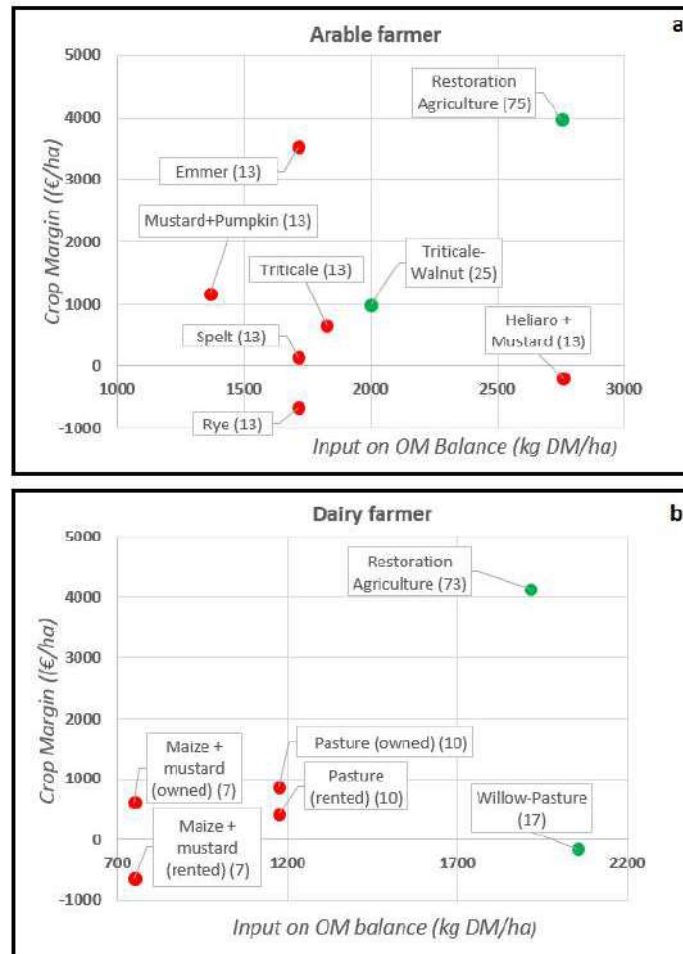 Arable farmer
a
5000
4000
3000
2000
1000
0
-1000
Crop Margin ((€/ha)
Restoration
Agriculture (75)
Emmer (13)
Mustard+Pumpkin (13)
Triticale (13)
Triticale-
Walnut (25)
Spelt (13)
Heliaro +
Mustard (13)
Rye (13)
1000
1500
2000
2500
3000
Input on OM Balance (kg DM/ha)
Dairy farmer
b
5000
4000
3000
2000
1000
0
-1000
Crop Margin ((€/ha)
Restoration
Agriculture (73)
Maize +
mustard
(owned) (7)
Pasture (owned) (10)
Pasture
(rented) (10)
Willow-Pasture
(17)
Maize +
mustard
(rented) (7)
700
1200
1700
2200
Input on OM balance (kg DM/ha)